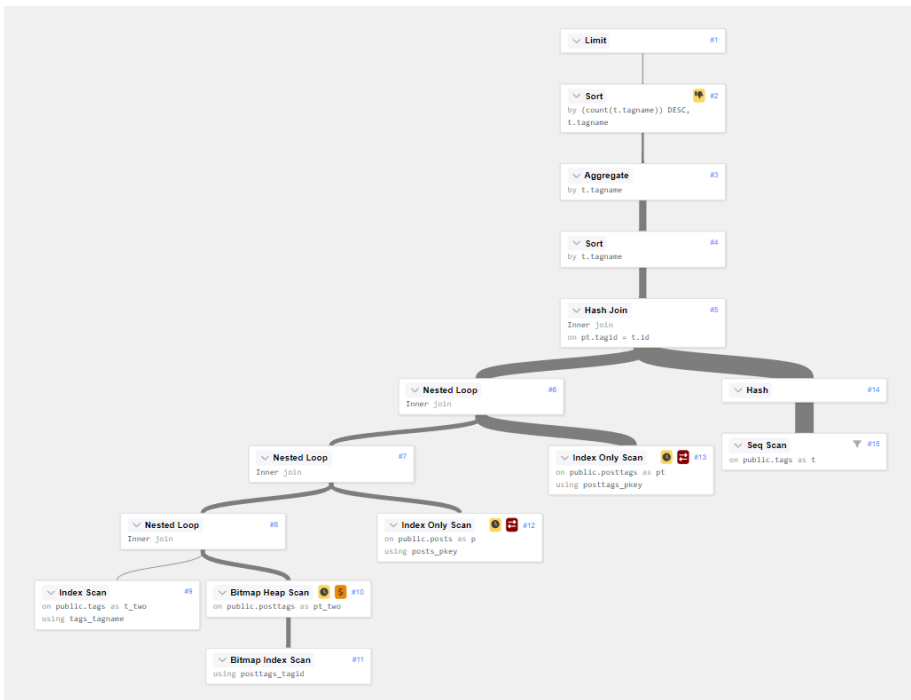 Limit #1
Sort #2
by (count(t.tagname)) DESC,
t.tagname
Aggregate #3
by t.tagname
Sort #4
by t.tagname
Hash Join #5
Inner join
on pt.tagid = t.id
Nested Loop #6
Inner join
Hash #14
Nested Loop #7
Inner join
Index Only Scan #13
on public.posttags as pt
using posttags_pkey
Seq Scan #15
on public.tags as t
Nested Loop #8
Inner join
Index Only Scan #12
on public.posts as p
using posts_pkey
Index Scan #9
on public.tags as t_two
using tags_tagname
Bitmap Heap Scan $ #10
on public.posttags as pt_two
Bitmap Index Scan #11
using posttags_tagid